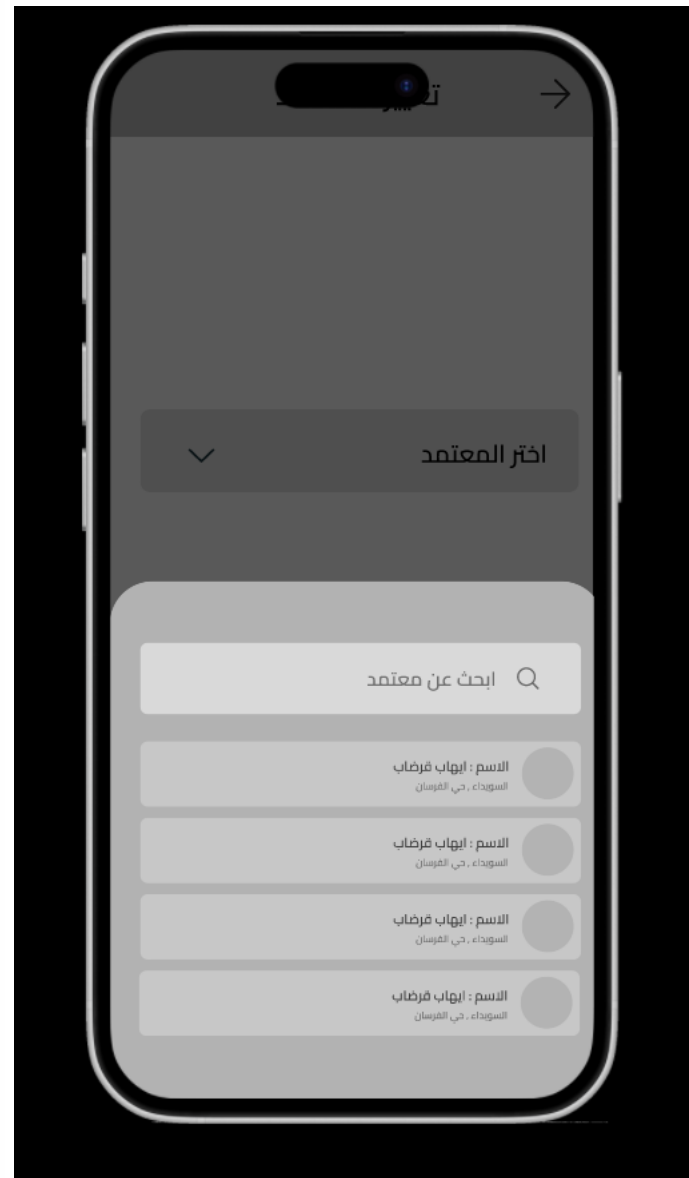 اختر المعتمد
ابحث عن معتمد
الاسم : ايهاب قرضاب
السويداء , حي الفرسان
الاسم : ايهاب قرضاب
السويداء , حي الفرسان
الاسم : ايهاب قرضاب
السويداء , حي الفرسان
الاسم : ايهاب قرضاب
السويداء , حي الفرسان